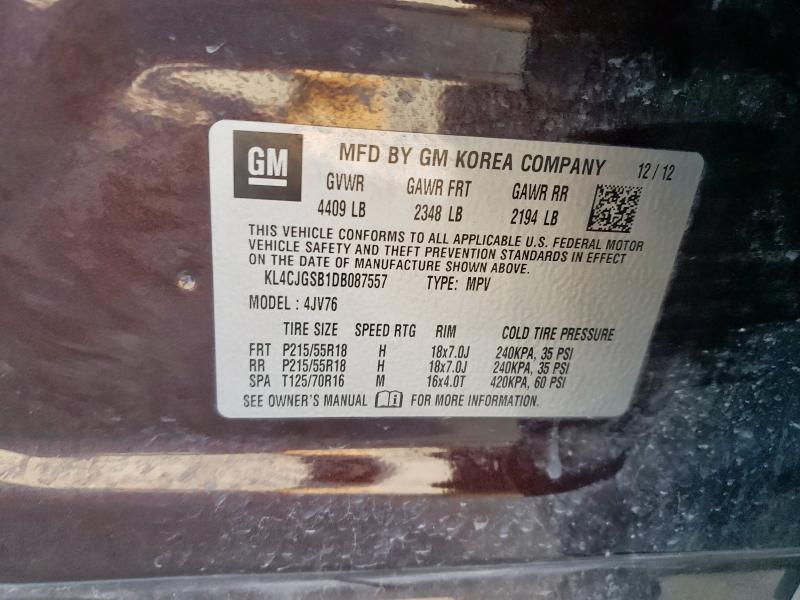 GM MFD BY GM KOREA COMPANY 12/12
GVWR GAWR FRT GAWR RR
4409 LB 2348 LB 2194 LB
THIS VEHICLE CONFORMS TO ALL APPLICABLE U.S. FEDERAL MOTOR
VEHICLE SAFETY AND THEFT PREVENTION STANDARDS IN EFFECT
ON THE DATE OF MANUFACTURE SHOWN ABOVE.
KL4CJGSB1DB087557 TYPE: MPV
MODEL : 4JV76
TIRE SIZE SPEED RTG RIM COLD TIRE PRESSURE
FRT P215/55R18 H 18x7.0J 240KPA, 35 PSI
RR P215/55R18 H 18x7.0J 240KPA, 35 PSI
SPA T125/70R16 M 16x4.0T 420KPA, 60 PSI
SEE OWNER'S MANUAL FOR MORE INFORMATION.